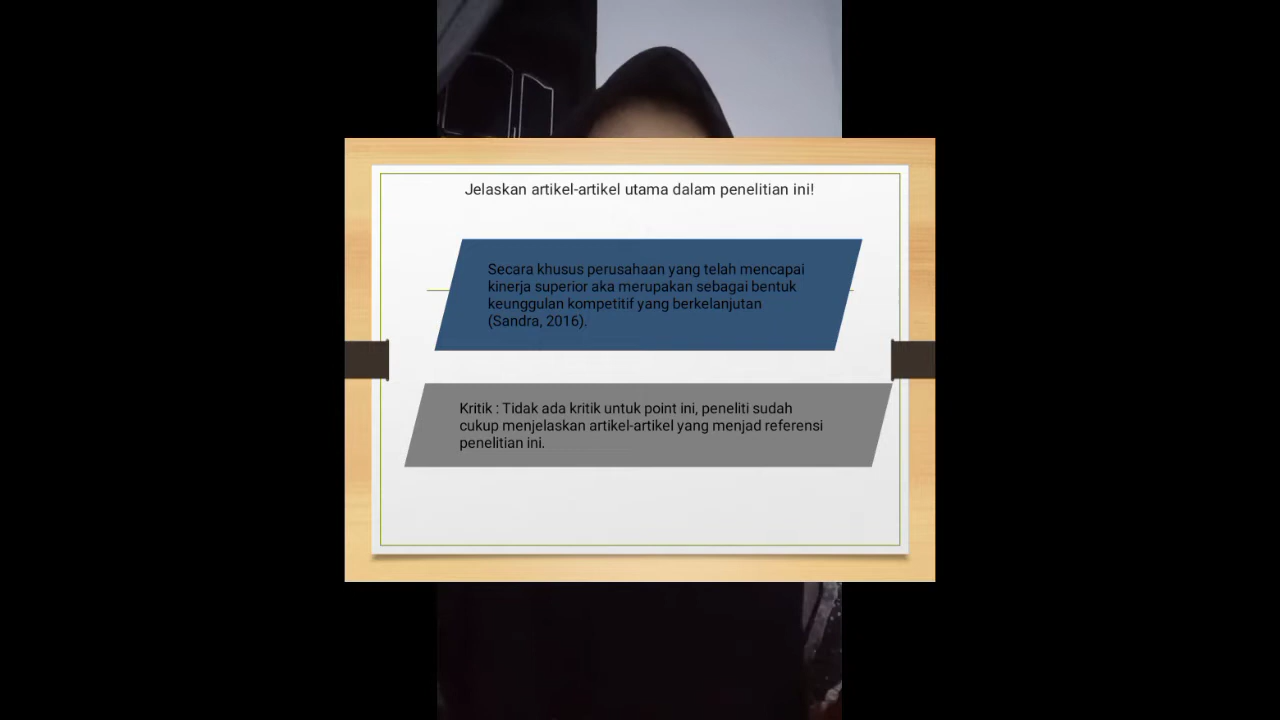 Jelaskan artikel-artikel utama dalam penelitian ini!
Secara khusus perusahaan yang telah mencapai
kinerja superior aka merupakan sebagai bentuk
keunggulan kompetitif yang berkelanjutan
(Sandra, 2016).
Kritik : Tidak ada kritik untuk point ini, peneliti sudah
cukup menjelaskan artikel-artikel yang menjad referensi
penelitian ini.